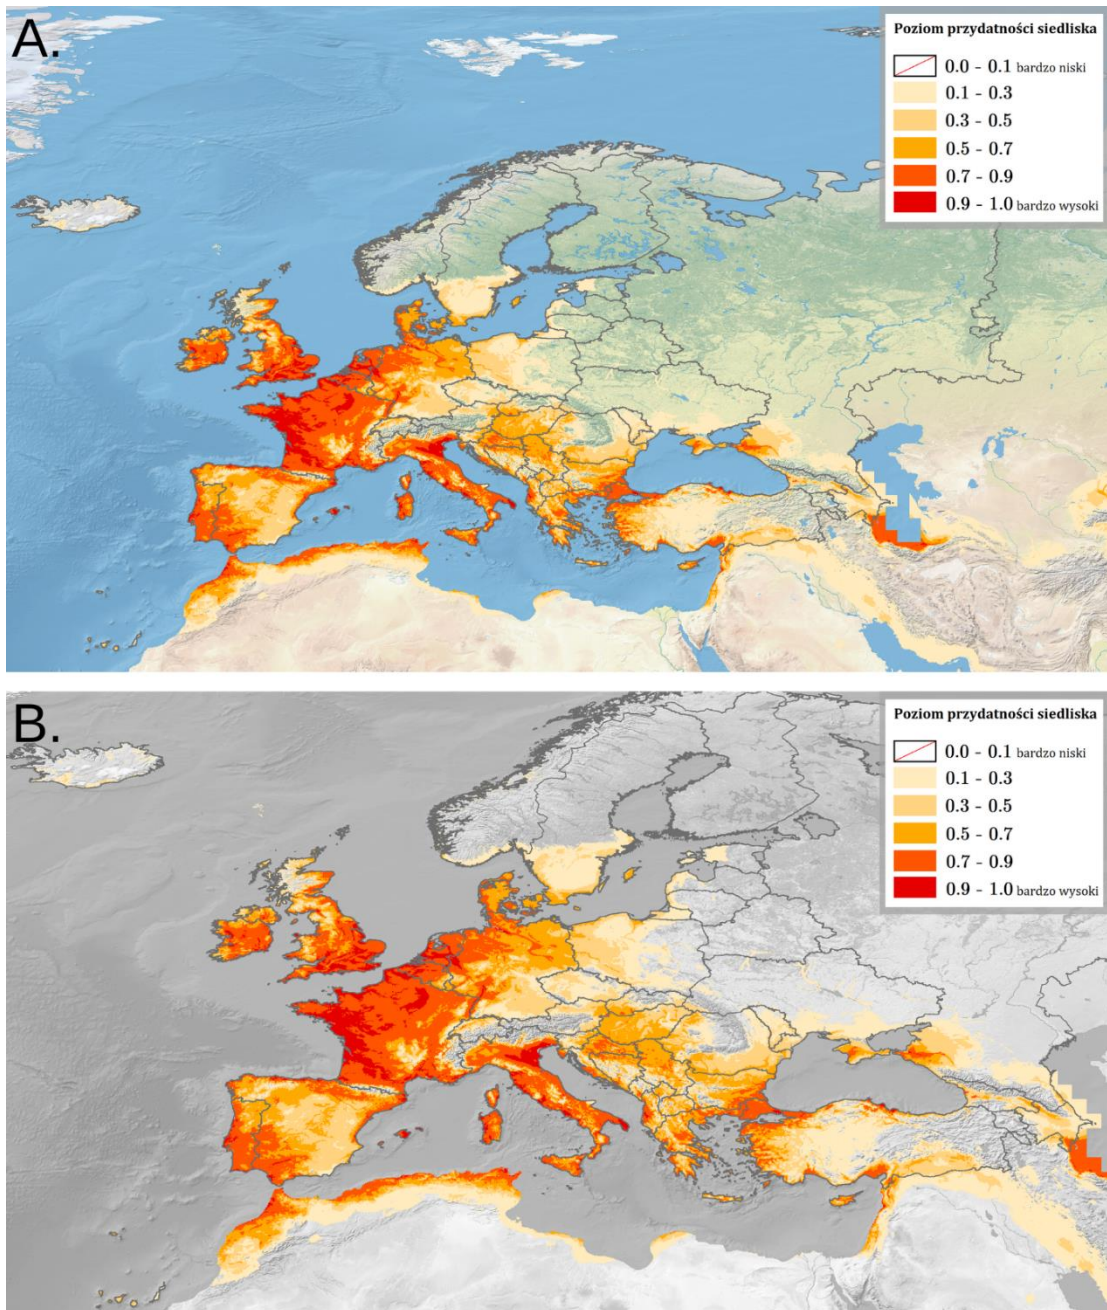 A.
Poziom przydatności siedliska
0.0 - 0.1 bardzo niski
0.1 - 0.3
0.3 - 0.5
0.5 - 0.7
0.7 - 0.9
0.9 - 1.0 bardzo wysoki
B.
Poziom przydatności siedliska
0.0 - 0.1 bardzo niski
0.1 - 0.3
0.3 - 0.5
0.5 - 0.7
0.7 - 0.9
0.9 - 1.0 bardzo wysoki